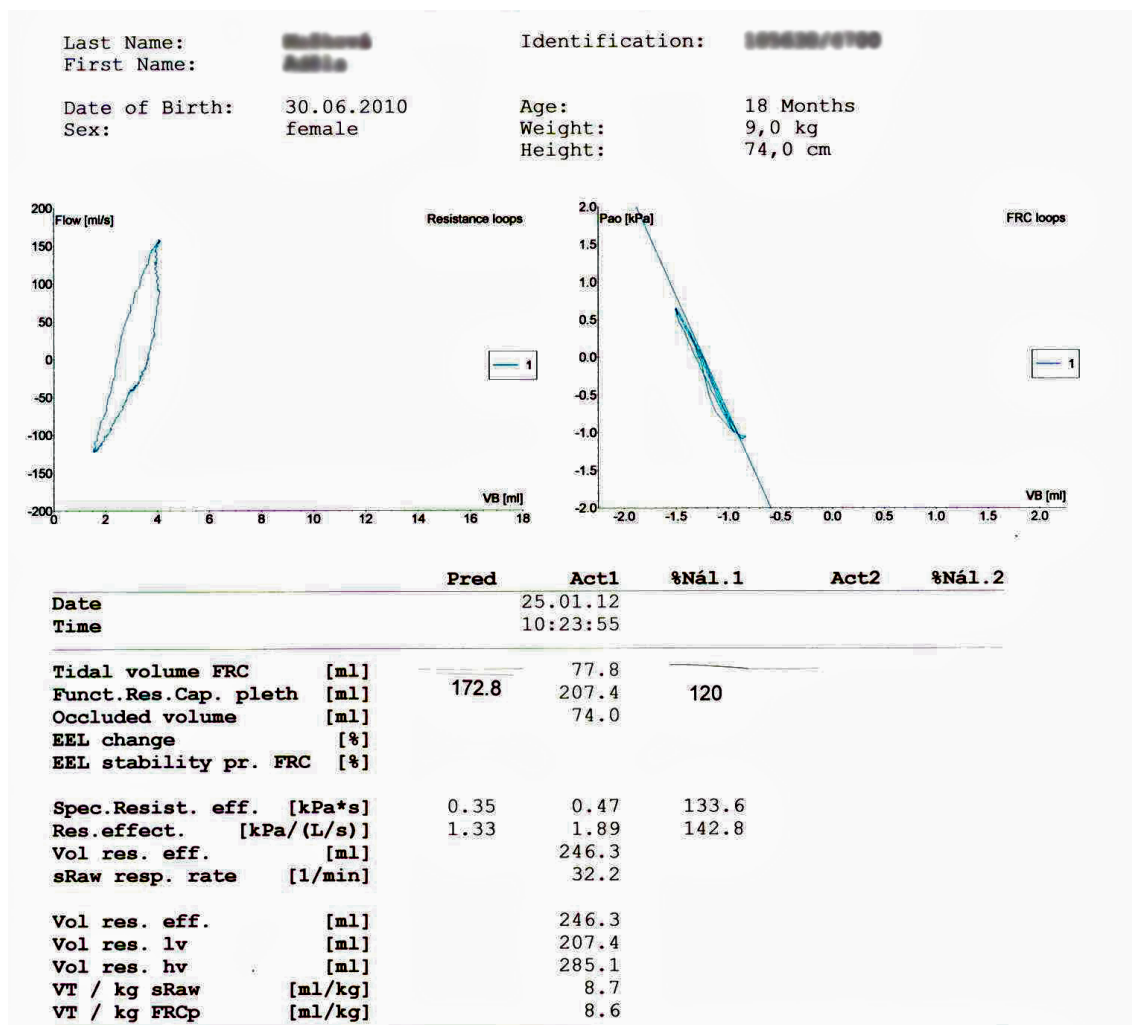 Last Name:
Identification:
First Name:
Date of Birth: 30.06.2010 Age: 18 Months
Sex: female Weight: 9,0 kg
Height: 74,0 cm
Flow [ml/s] Resistance loops
200
150
100
50
0
-50
-100
-150
-200
1
VB [ml]
0 2 4 6 8 10 12 14 16 18
Pao [kPa] FRC loops
2.0
1.5
1.0
0.5
0.0
-0.5
-1.0
-1.5
-2.0
1
VB [ml]
-2.0 -1.5 -1.0 -0.5 0.0 0.5 1.0 1.5 2.0
Pred Act1 %Nál.1 Act2 %Nál.2
Date 25.01.12
Time 10:23:55
Tidal volume FRC [ml] 77.8
Funct.Res.Cap. pleth [ml] 172.8 207.4 120
Occluded volume [ml] 74.0
EEL change [%]
EEL stability pr. FRC [%]
Spec.Resist. eff. [kPa*s] 0.35 0.47 133.6
Res.effect. [kPa/(L/s)] 1.33 1.89 142.8
Vol res. eff. [ml] 246.3
sRaw resp. rate [1/min] 32.2
Vol res. eff. [ml] 246.3
Vol res. lv [ml] 207.4
Vol res. hv [ml] 285.1
VT / kg sRaw [ml/kg] 8.7
VT / kg FRCp [ml/kg] 8.6